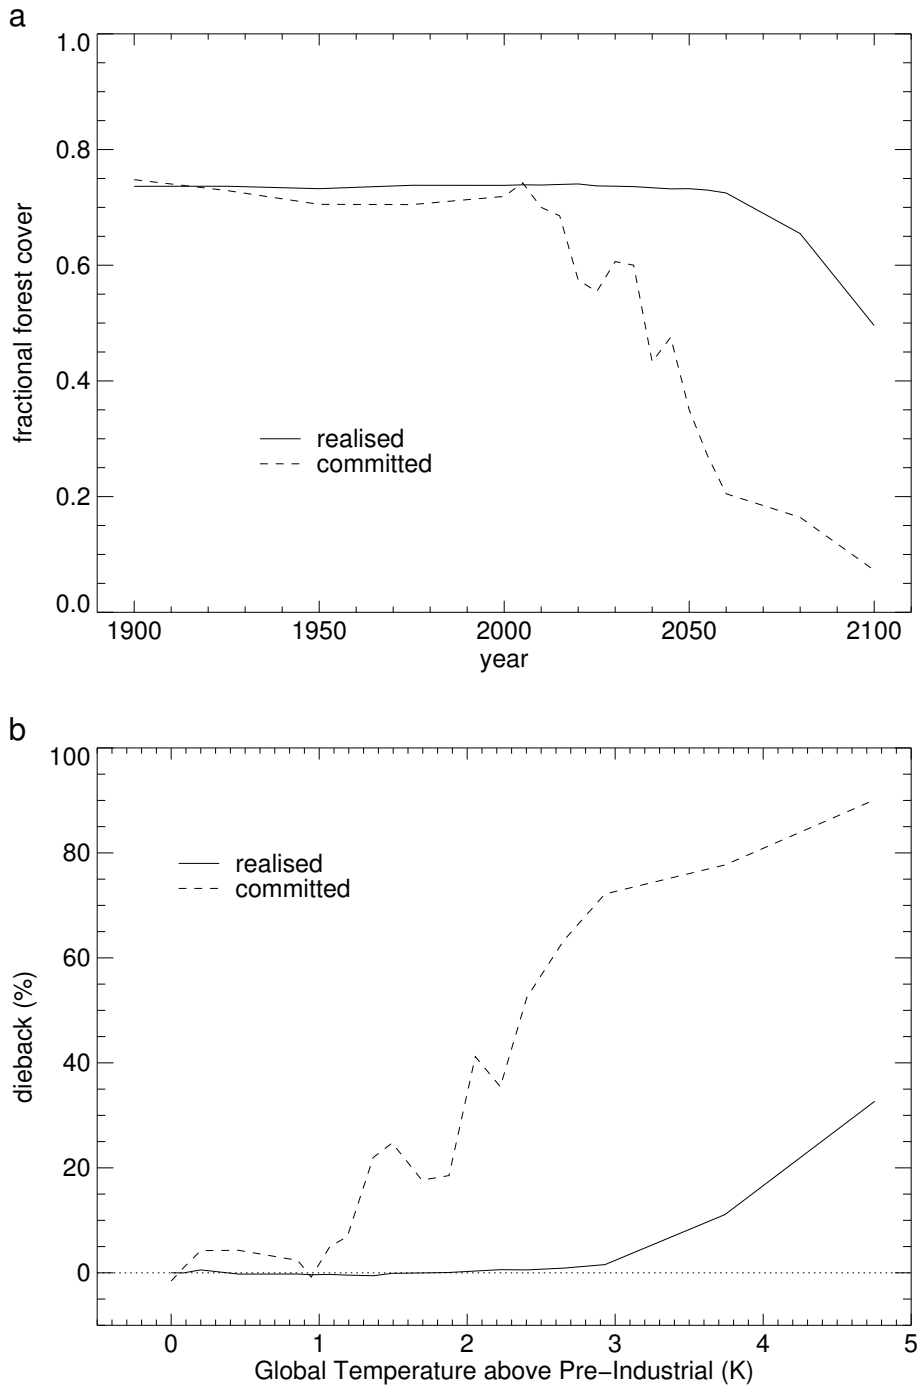 a
1.0
0.8
0.6
0.4
0.2
0.0
fractional forest cover
realised
committed
1900 1950 2000 2050 2100
year
b
100
80
60
40
20
0
dieback (%)
realised
committed
0 1 2 3 4 5
Global Temperature above Pre−Industrial (K)